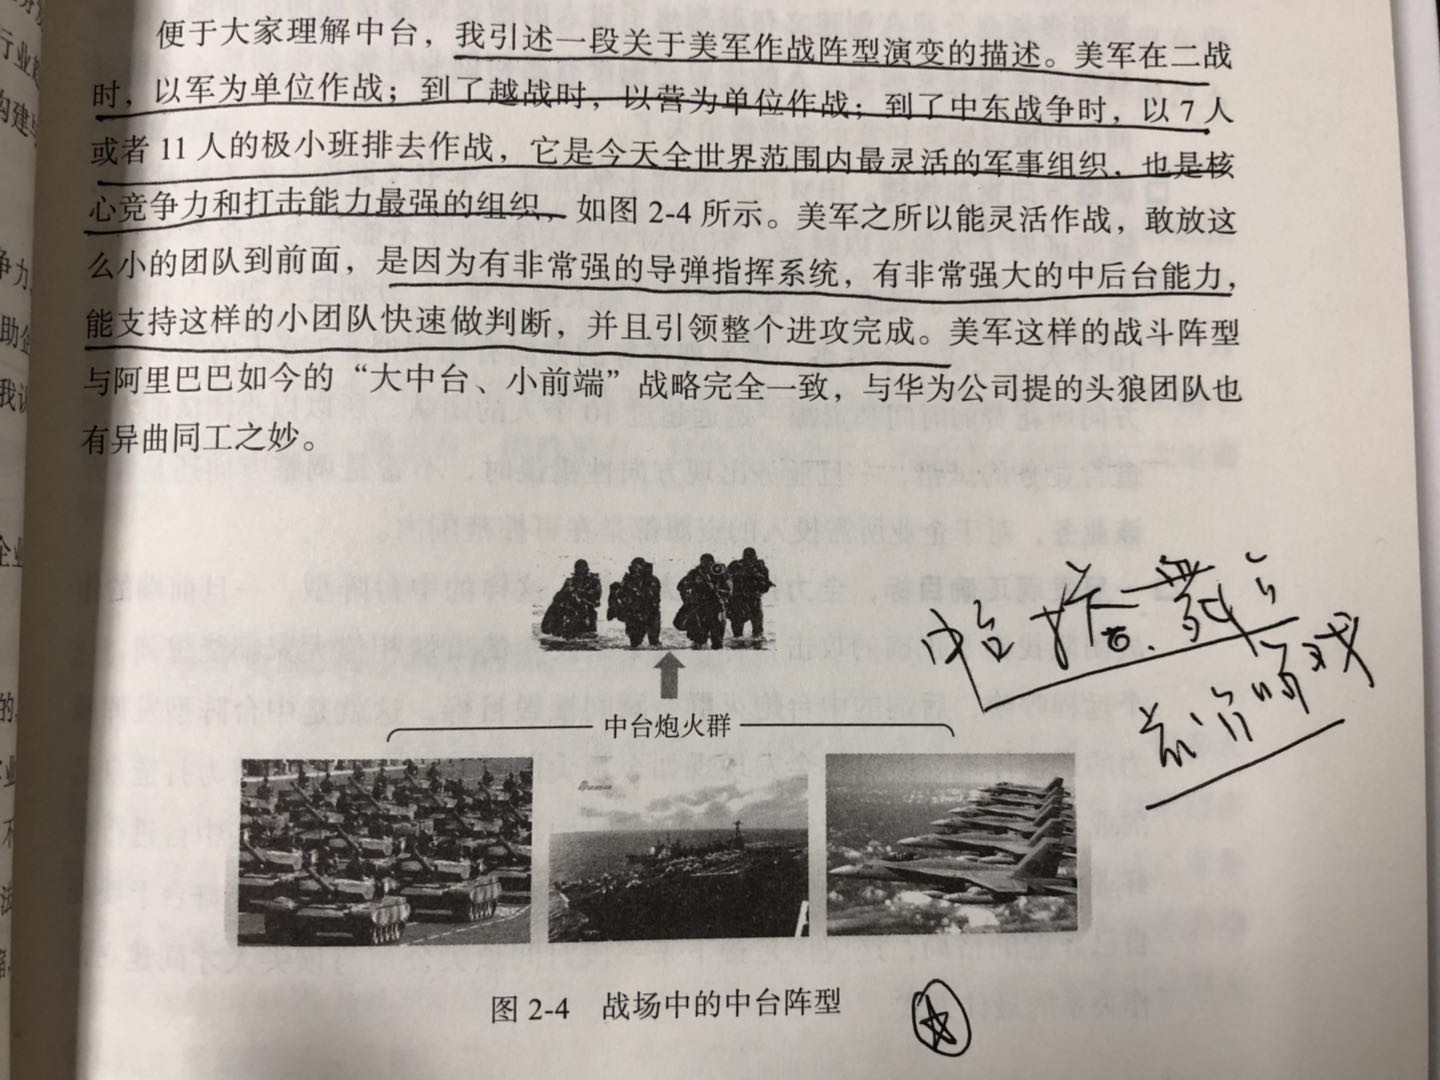 便于大家理解中台，我引述一段关于美军作战阵型演变的描述。美军在二战
时，以军为单位作战；到了越战时，以营为单位作战；到了中东战争时，以 7 人
或者 11 人的极小班排去作战，它是今天全世界范围内最灵活的军事组织，也是核
心竞争力和打击能力最强的组织，如图 2-4 所示。美军之所以能灵活作战，敢放这
么小的团队到前面，是因为有非常强的导弹指挥系统，有非常强大的中后台能力，
能支持这样的小团队快速做判断，并且引领整个进攻完成。美军这样的战斗阵型
与阿里巴巴如今的“大中台、小前端”战略完全一致，与华为公司提的头狼团队也
有异曲同工之妙。
中台炮火群
中台
图 2-4 战场中的中台阵型